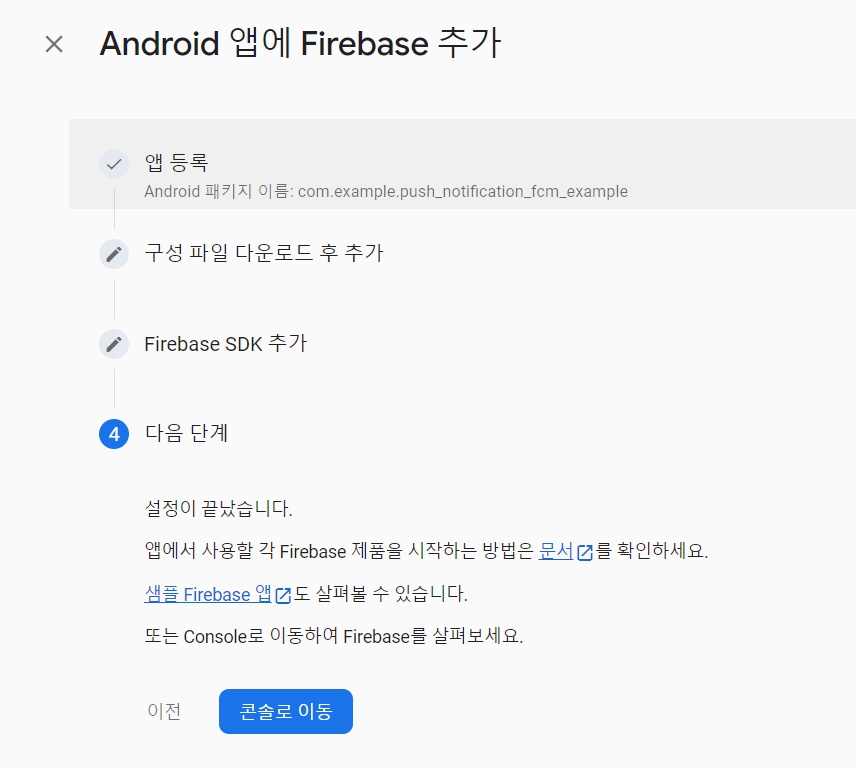 Android 앱에 Firebase 추가
앱 등록
Android 패키지 이름: com.example.push_notification_fcm_example
구성 파일 다운로드 후 추가
Firebase SDK 추가
4 다음 단계
설정이 끝났습니다.
앱에서 사용할 각 Firebase 제품을 시작하는 방법은 문서를 확인하세요.
샘플 Firebase 앱도 살펴볼 수 있습니다.
또는 Console로 이동하여 Firebase를 살펴보세요.
이전 콘솔로 이동